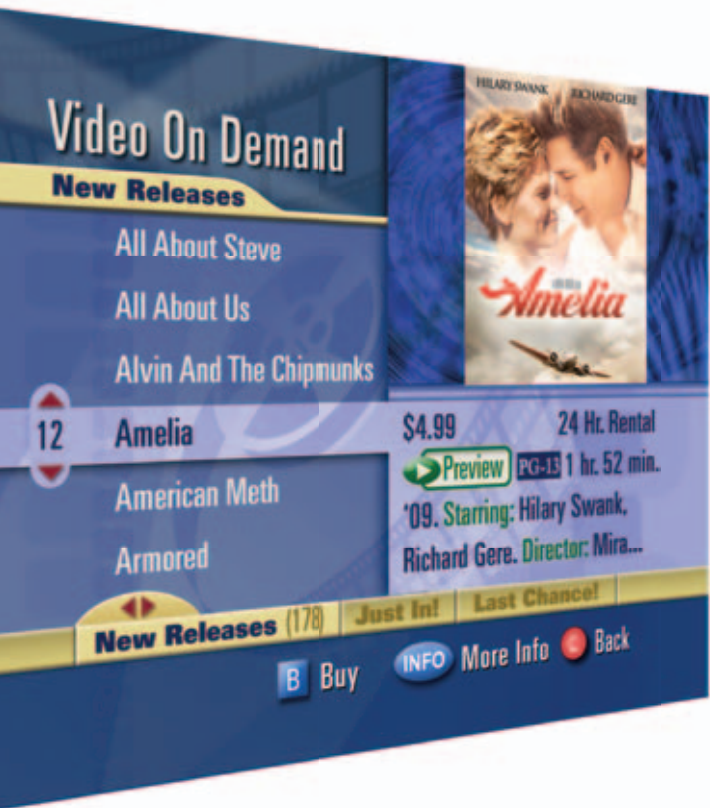 Video On Demand
New Releases
All About Steve
All About Us
Alvin And The Chipmunks
12 Amelia
American Meth
Armored
HILARY SWANK RICHARD GERE
Amelia
$4.99 24 Hr. Rental
Preview PG-13 1 hr. 52 min.
'09. Starring: Hilary Swank,
Richard Gere. Director: Mira...
New Releases (178) Just In! Last Chance!
B Buy INFO More Info C Back